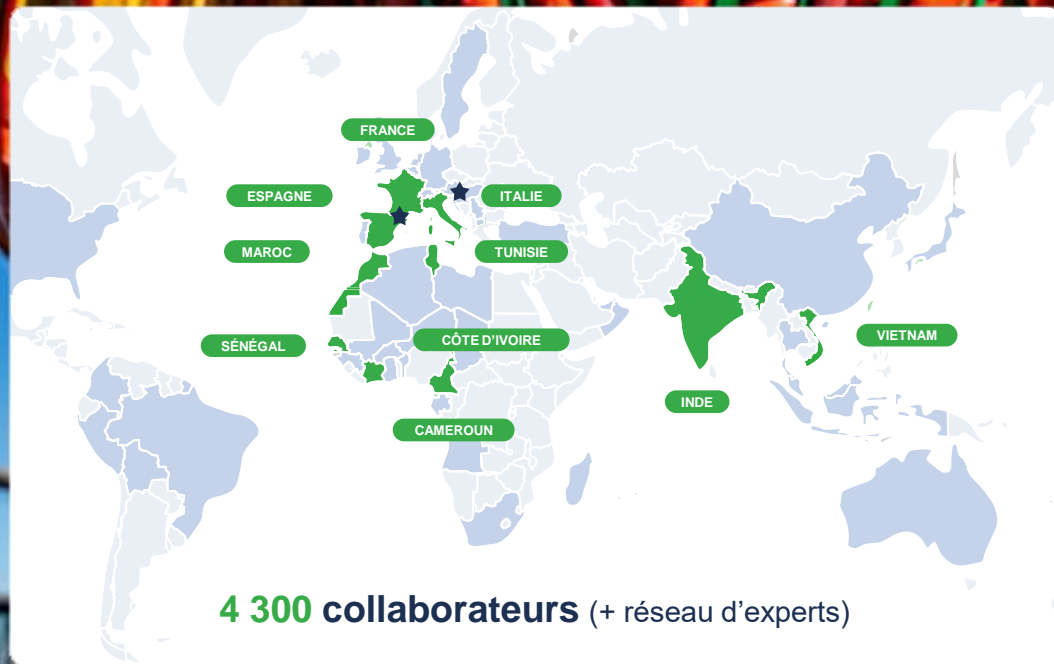 FRANCE
ESPAGNE
ITALIE
MAROC
TUNISIE
SÉNÉGAL
CÔTE D’IVOIRE
VIETNAM
INDE
CAMEROUN
4 300 collaborateurs (+ réseau d’experts)